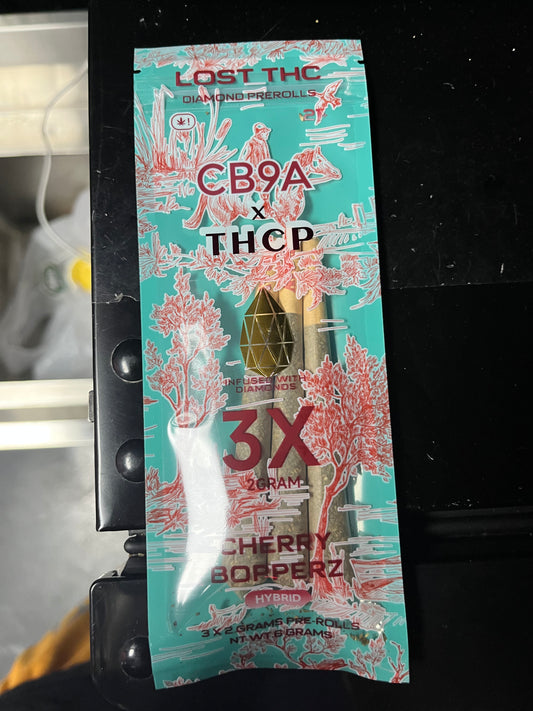 LOST THC
DIAMOND PREROLLS
!
CB9A
X
THCP
INFUSED WITH
DIAMONDS
3X
2GRAM
CHERRY
BOPPERZ
HYBRID
3 X 2 GRAMS PRE-ROLLS
NT WT 6 GRAMS